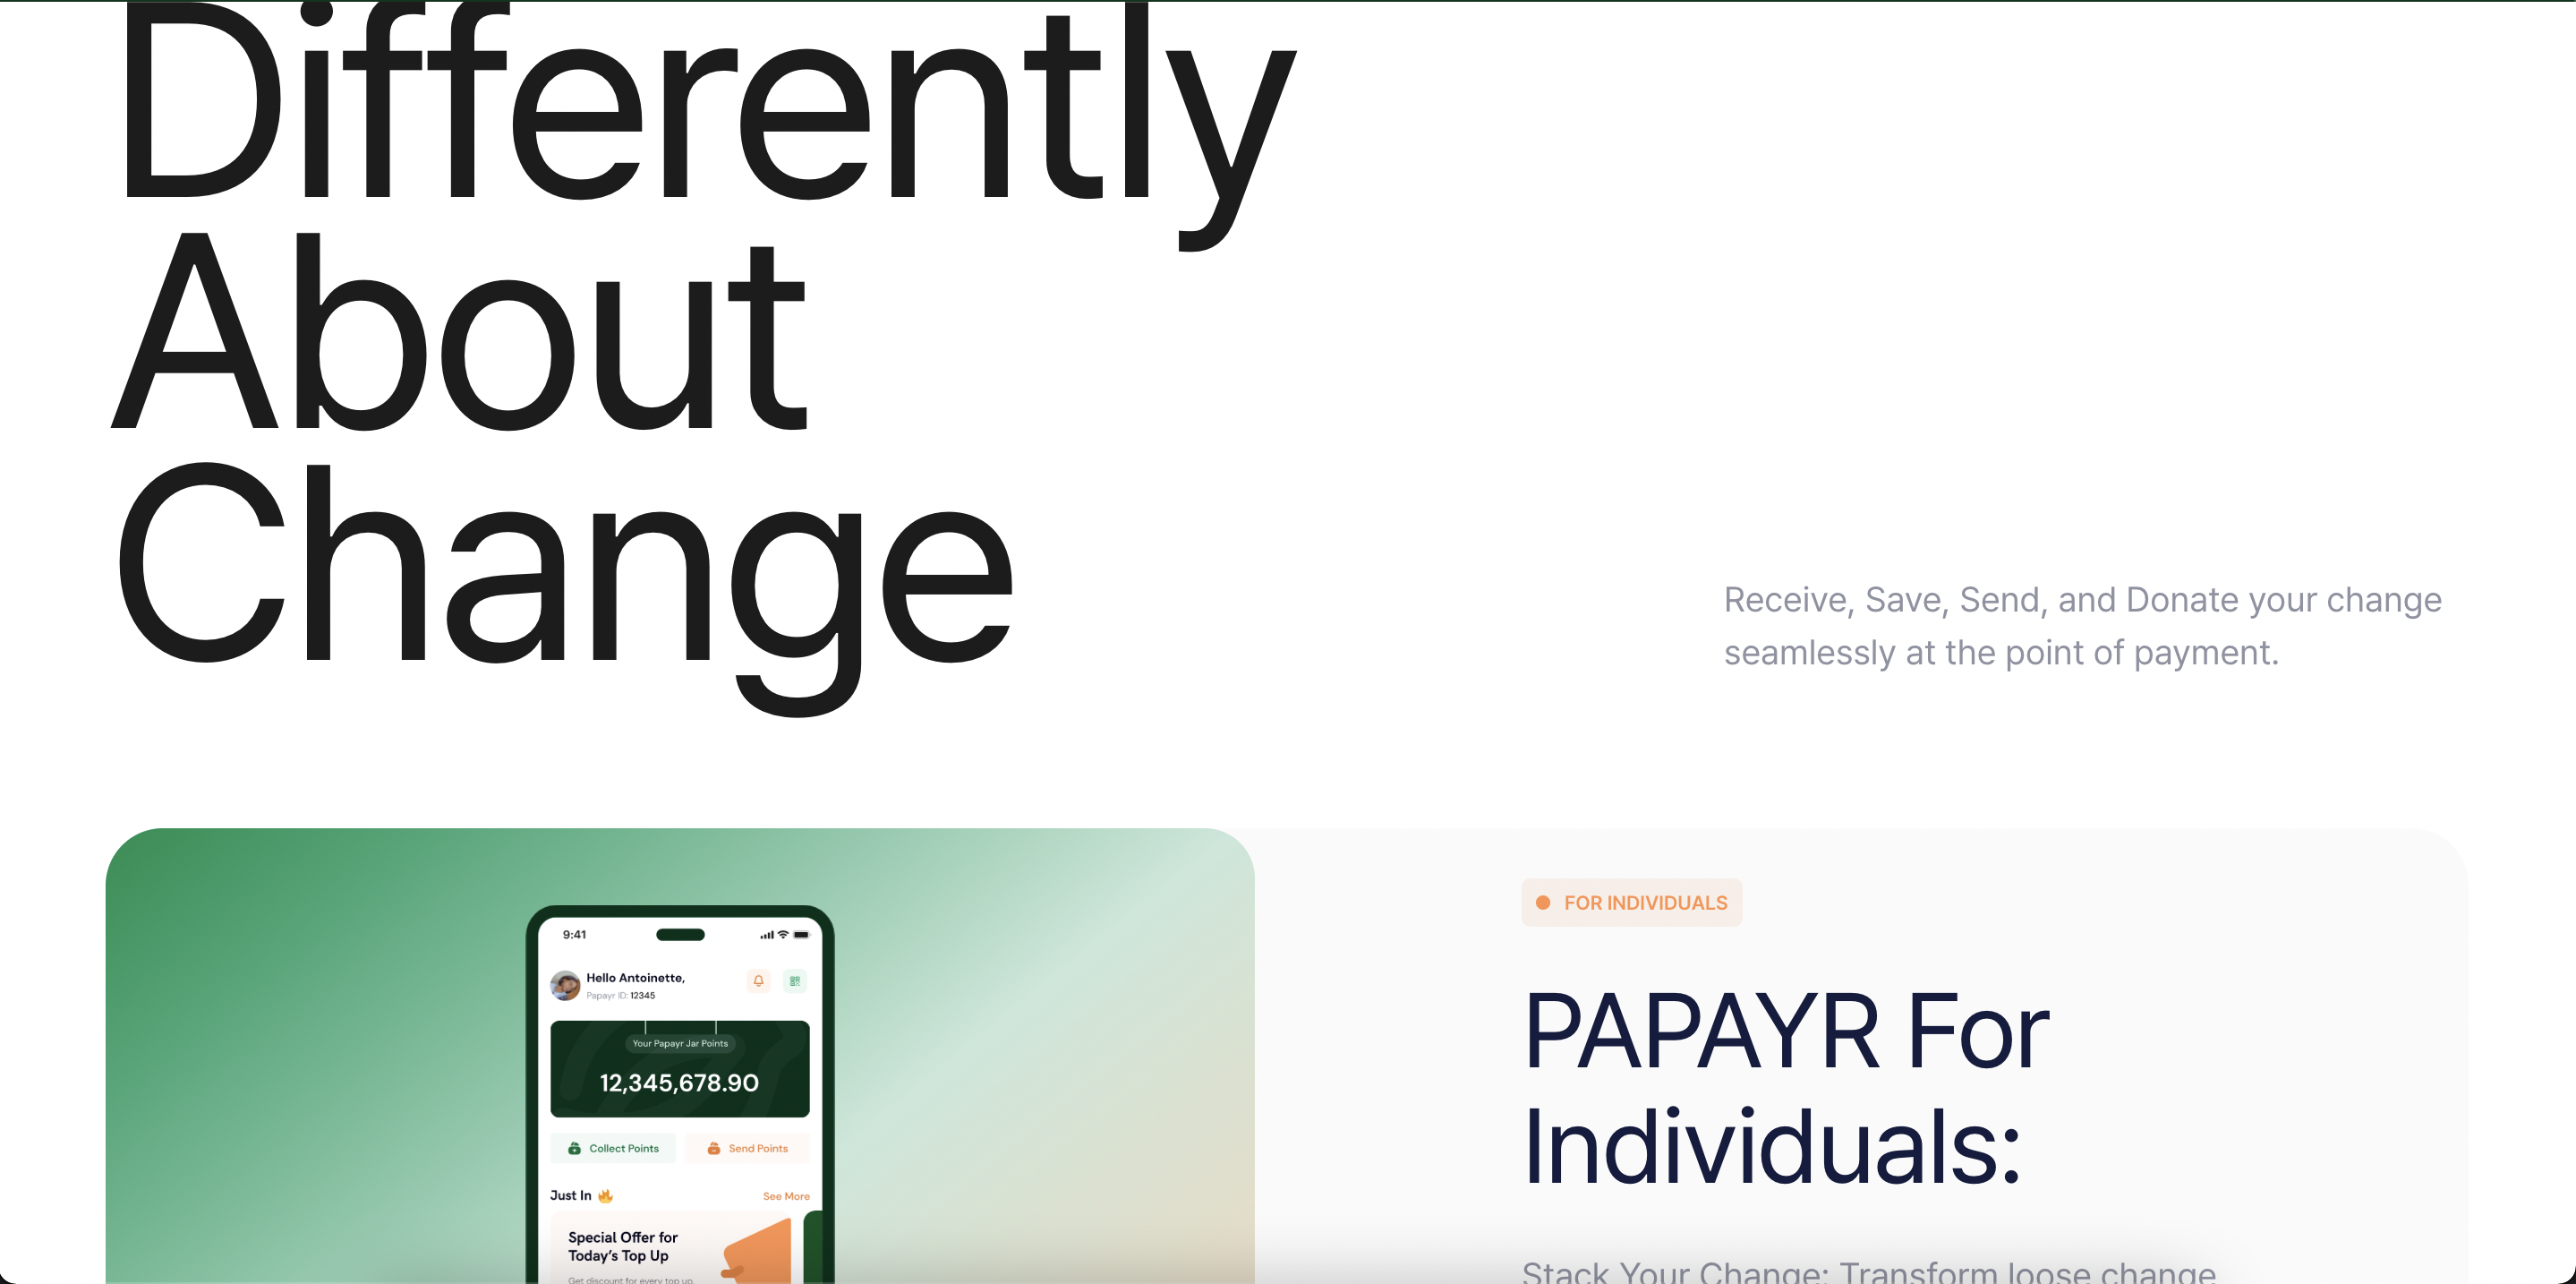 Differently
About
Change
Receive, Save, Send, and Donate your change
seamlessly at the point of payment.
9:41
Hello Antoinette,
Papayr ID: 12345
Your Papayr Jar Points
12,345,678.90
Collect Points
Send Points
Just In
See More
Special Offer for
Today's Top Up
Get discount for every top up,
FOR INDIVIDUALS
PAPAYR For
Individuals:
Stack Your Change: Transform loose change